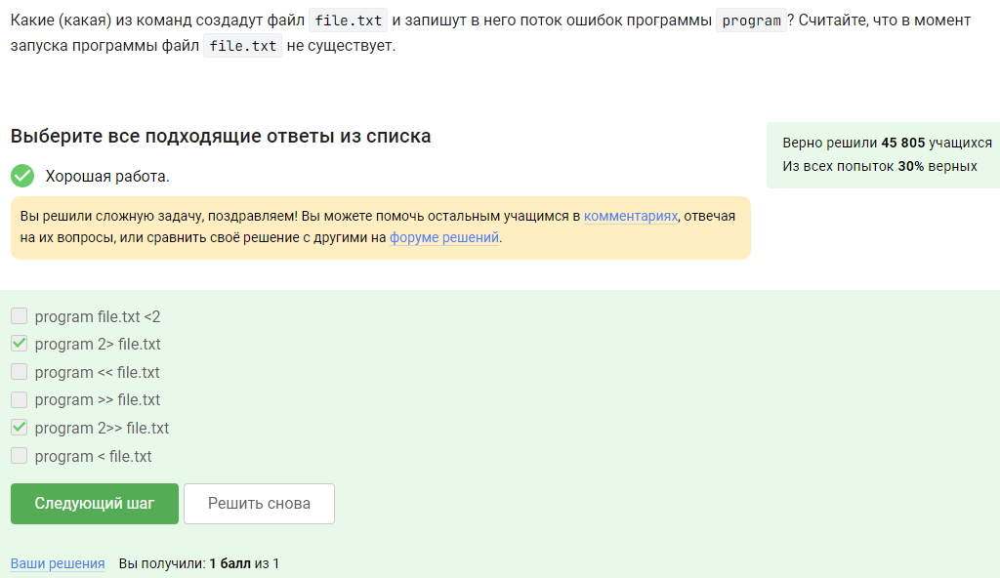 Какие (какая) из команд создадут файл file.txt и запишут в него поток ошибок программы program? Считайте, что в момент
запуска программы файл file.txt не существует.
Выберите все подходящие ответы из списка
Верно решили 45 805 учащихся
Из всех попыток 30% верных
Хорошая работа.
Вы решили сложную задачу, поздравляем! Вы можете помочь остальным учащимся в комментариях, отвечая
на их вопросы, или сравнить своё решение с другими на форуме решений.
program file.txt <2
program 2> file.txt
program << file.txt
program >> file.txt
program 2>> file.txt
program < file.txt
Следующий шаг Решить снова
Ваши решения Вы получили: 1 балл из 1